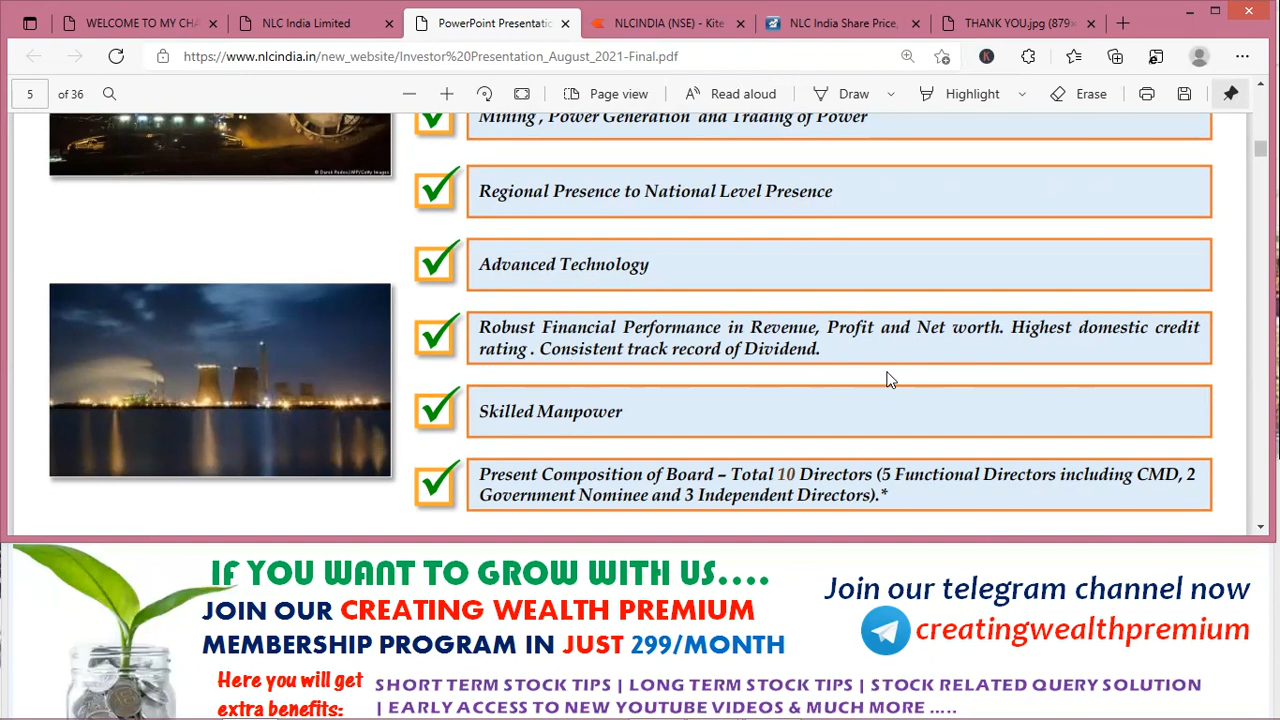 WELCOME TO MY CHA
NLC India Limited
PowerPoint Presentatic
NLCINDIA (NSE) - Kite
NLC India Share Price,
THANK YOU.jpg (879×
https://www.nlcindia.in/new_website/Investor%20Presentation_August_2021-Final.pdf
K
5 of 36
Page view
Read aloud
Draw
Highlight
Erase
Mining , Power Generation and Trading of Power
© Darek Redos/JMP/Getty Images
Regional Presence to National Level Presence
Advanced Technology
Robust Financial Performance in Revenue, Profit and Net worth. Highest domestic credit
rating . Consistent track record of Dividend.
Skilled Manpower
Present Composition of Board – Total 10 Directors (5 Functional Directors including CMD, 2
Government Nominee and 3 Independent Directors).*
IF YOU WANT TO GROW WITH US....
JOIN OUR CREATING WEALTH PREMIUM
MEMBERSHIP PROGRAM IN JUST 299/MONTH
Join our telegram channel now
creatingwealthpremium
Here you will get
extra benefits:
SHORT TERM STOCK TIPS | LONG TERM STOCK TIPS | STOCK RELATED QUERY SOLUTION
| EARLY ACCESS TO NEW YOUTUBE VIDEOS & MUCH MORE .....